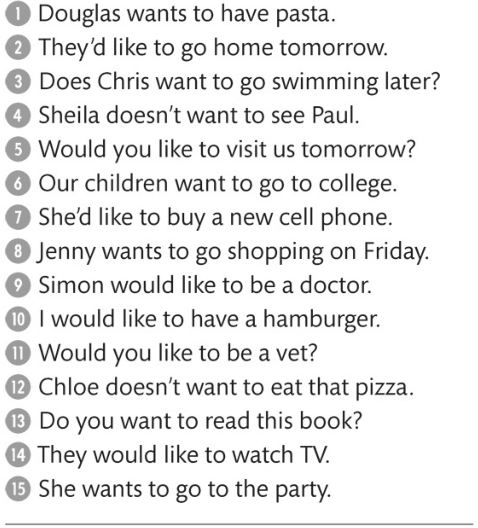 1 Douglas wants to have pasta.
2 They’d like to go home tomorrow.
3 Does Chris want to go swimming later?
4 Sheila doesn’t want to see Paul.
5 Would you like to visit us tomorrow?
6 Our children want to go to college.
7 She’d like to buy a new cell phone.
8 Jenny wants to go shopping on Friday.
9 Simon would like to be a doctor.
10 I would like to have a hamburger.
11 Would you like to be a vet?
12 Chloe doesn’t want to eat that pizza.
13 Do you want to read this book?
14 They would like to watch TV.
15 She wants to go to the party.